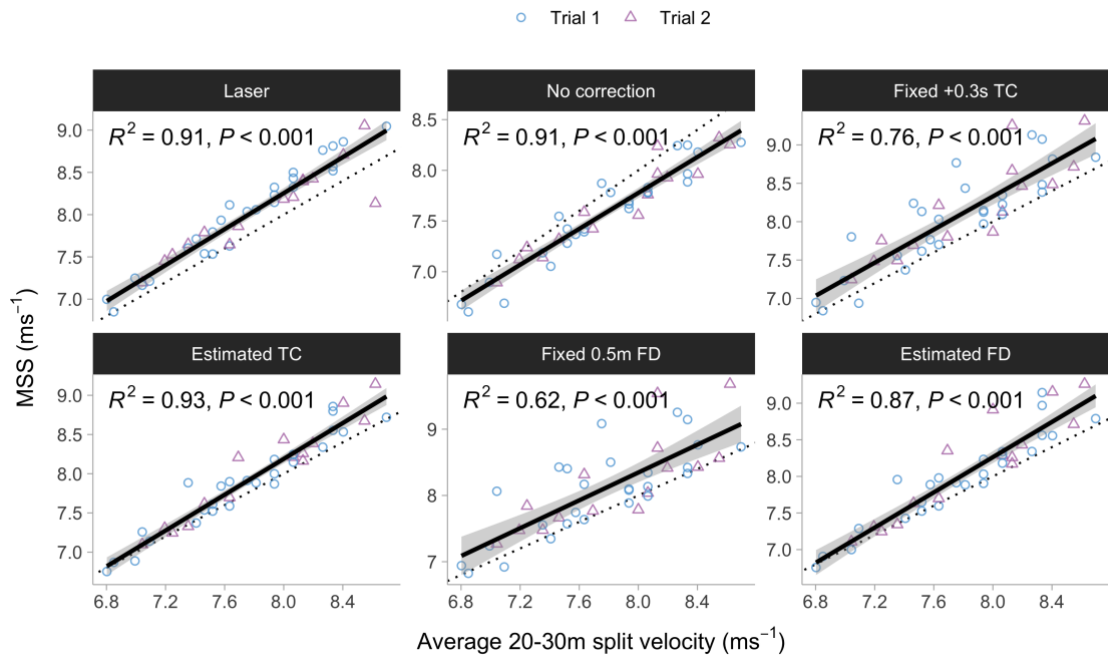 Trial 1 Trial 2
Laser No correction Fixed +0.3s TC
R² = 0.91, P < 0.001 R² = 0.91, P < 0.001 R² = 0.76, P < 0.001
9.0 8.5 9.0
8.5 8.0 8.5
8.0 7.5 8.0
7.5 7.0 7.5
7.0 7.0
MSS (ms⁻¹)
Estimated TC Fixed 0.5m FD Estimated FD
R² = 0.93, P < 0.001 R² = 0.62, P < 0.001 R² = 0.87, P < 0.001
9.0 9 9.0
8.5 8 8.5
8.0 7 8.0
7.5 7.5
7.0 7.0
6.8 7.2 7.6 8.0 8.4 6.8 7.2 7.6 8.0 8.4 6.8 7.2 7.6 8.0 8.4
Average 20-30m split velocity (ms⁻¹)